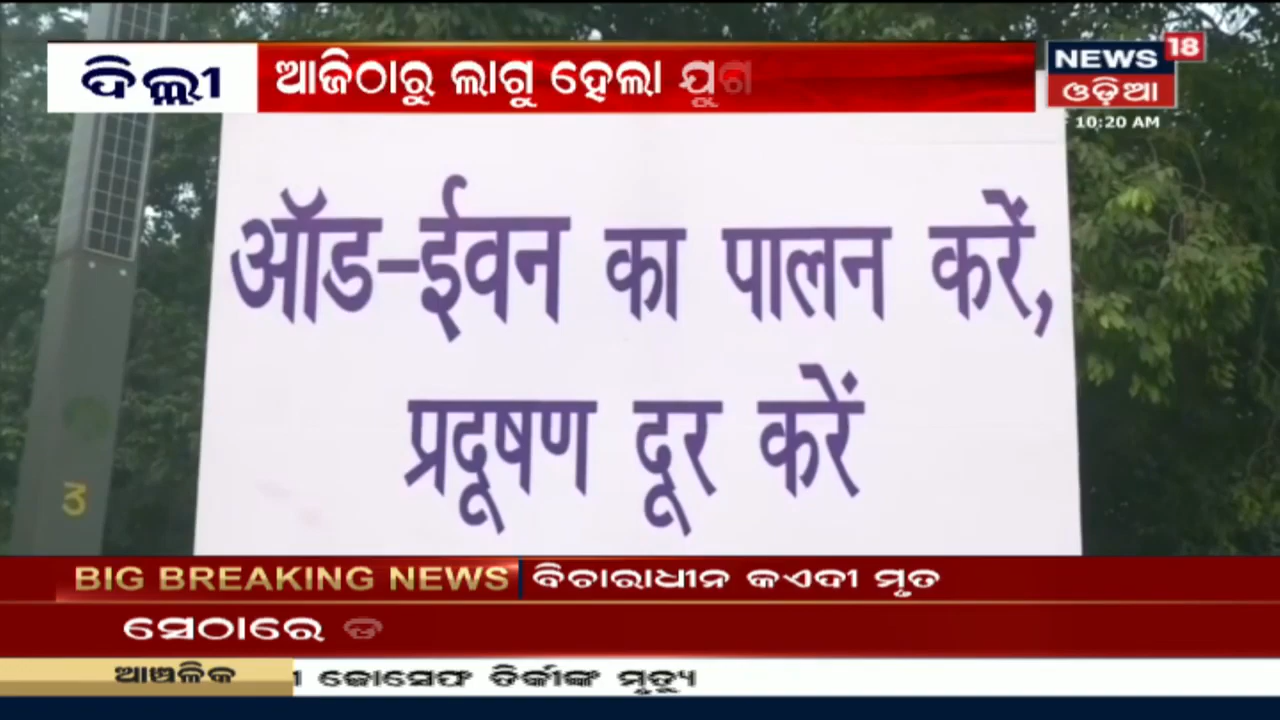 ଦିଲ୍ଲୀ
ଆଜିଠାରୁ ଲାଗୁ ହେଲା ଯୁଗ
NEWS 18
ଓଡ଼ିଆ
10:20 AM
ऑड-ईवन का पालन करें,
प्रदूषण दूर करें
3
BIG BREAKING NEWS
ବିଚାରାଧୀନ କଏଦୀ ମୃତ
ସେଠାରେ
ଆଞ୍ଚଳିକ
ଜୋସେଫ ତିର୍କୀଙ୍କ ମୃତ୍ୟୁ